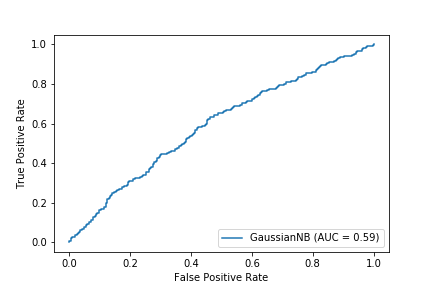 1.0
0.8
0.6
0.4
0.2
0.0
True Positive Rate
GaussianNB (AUC = 0.59)
0.0 0.2 0.4 0.6 0.8 1.0
False Positive Rate